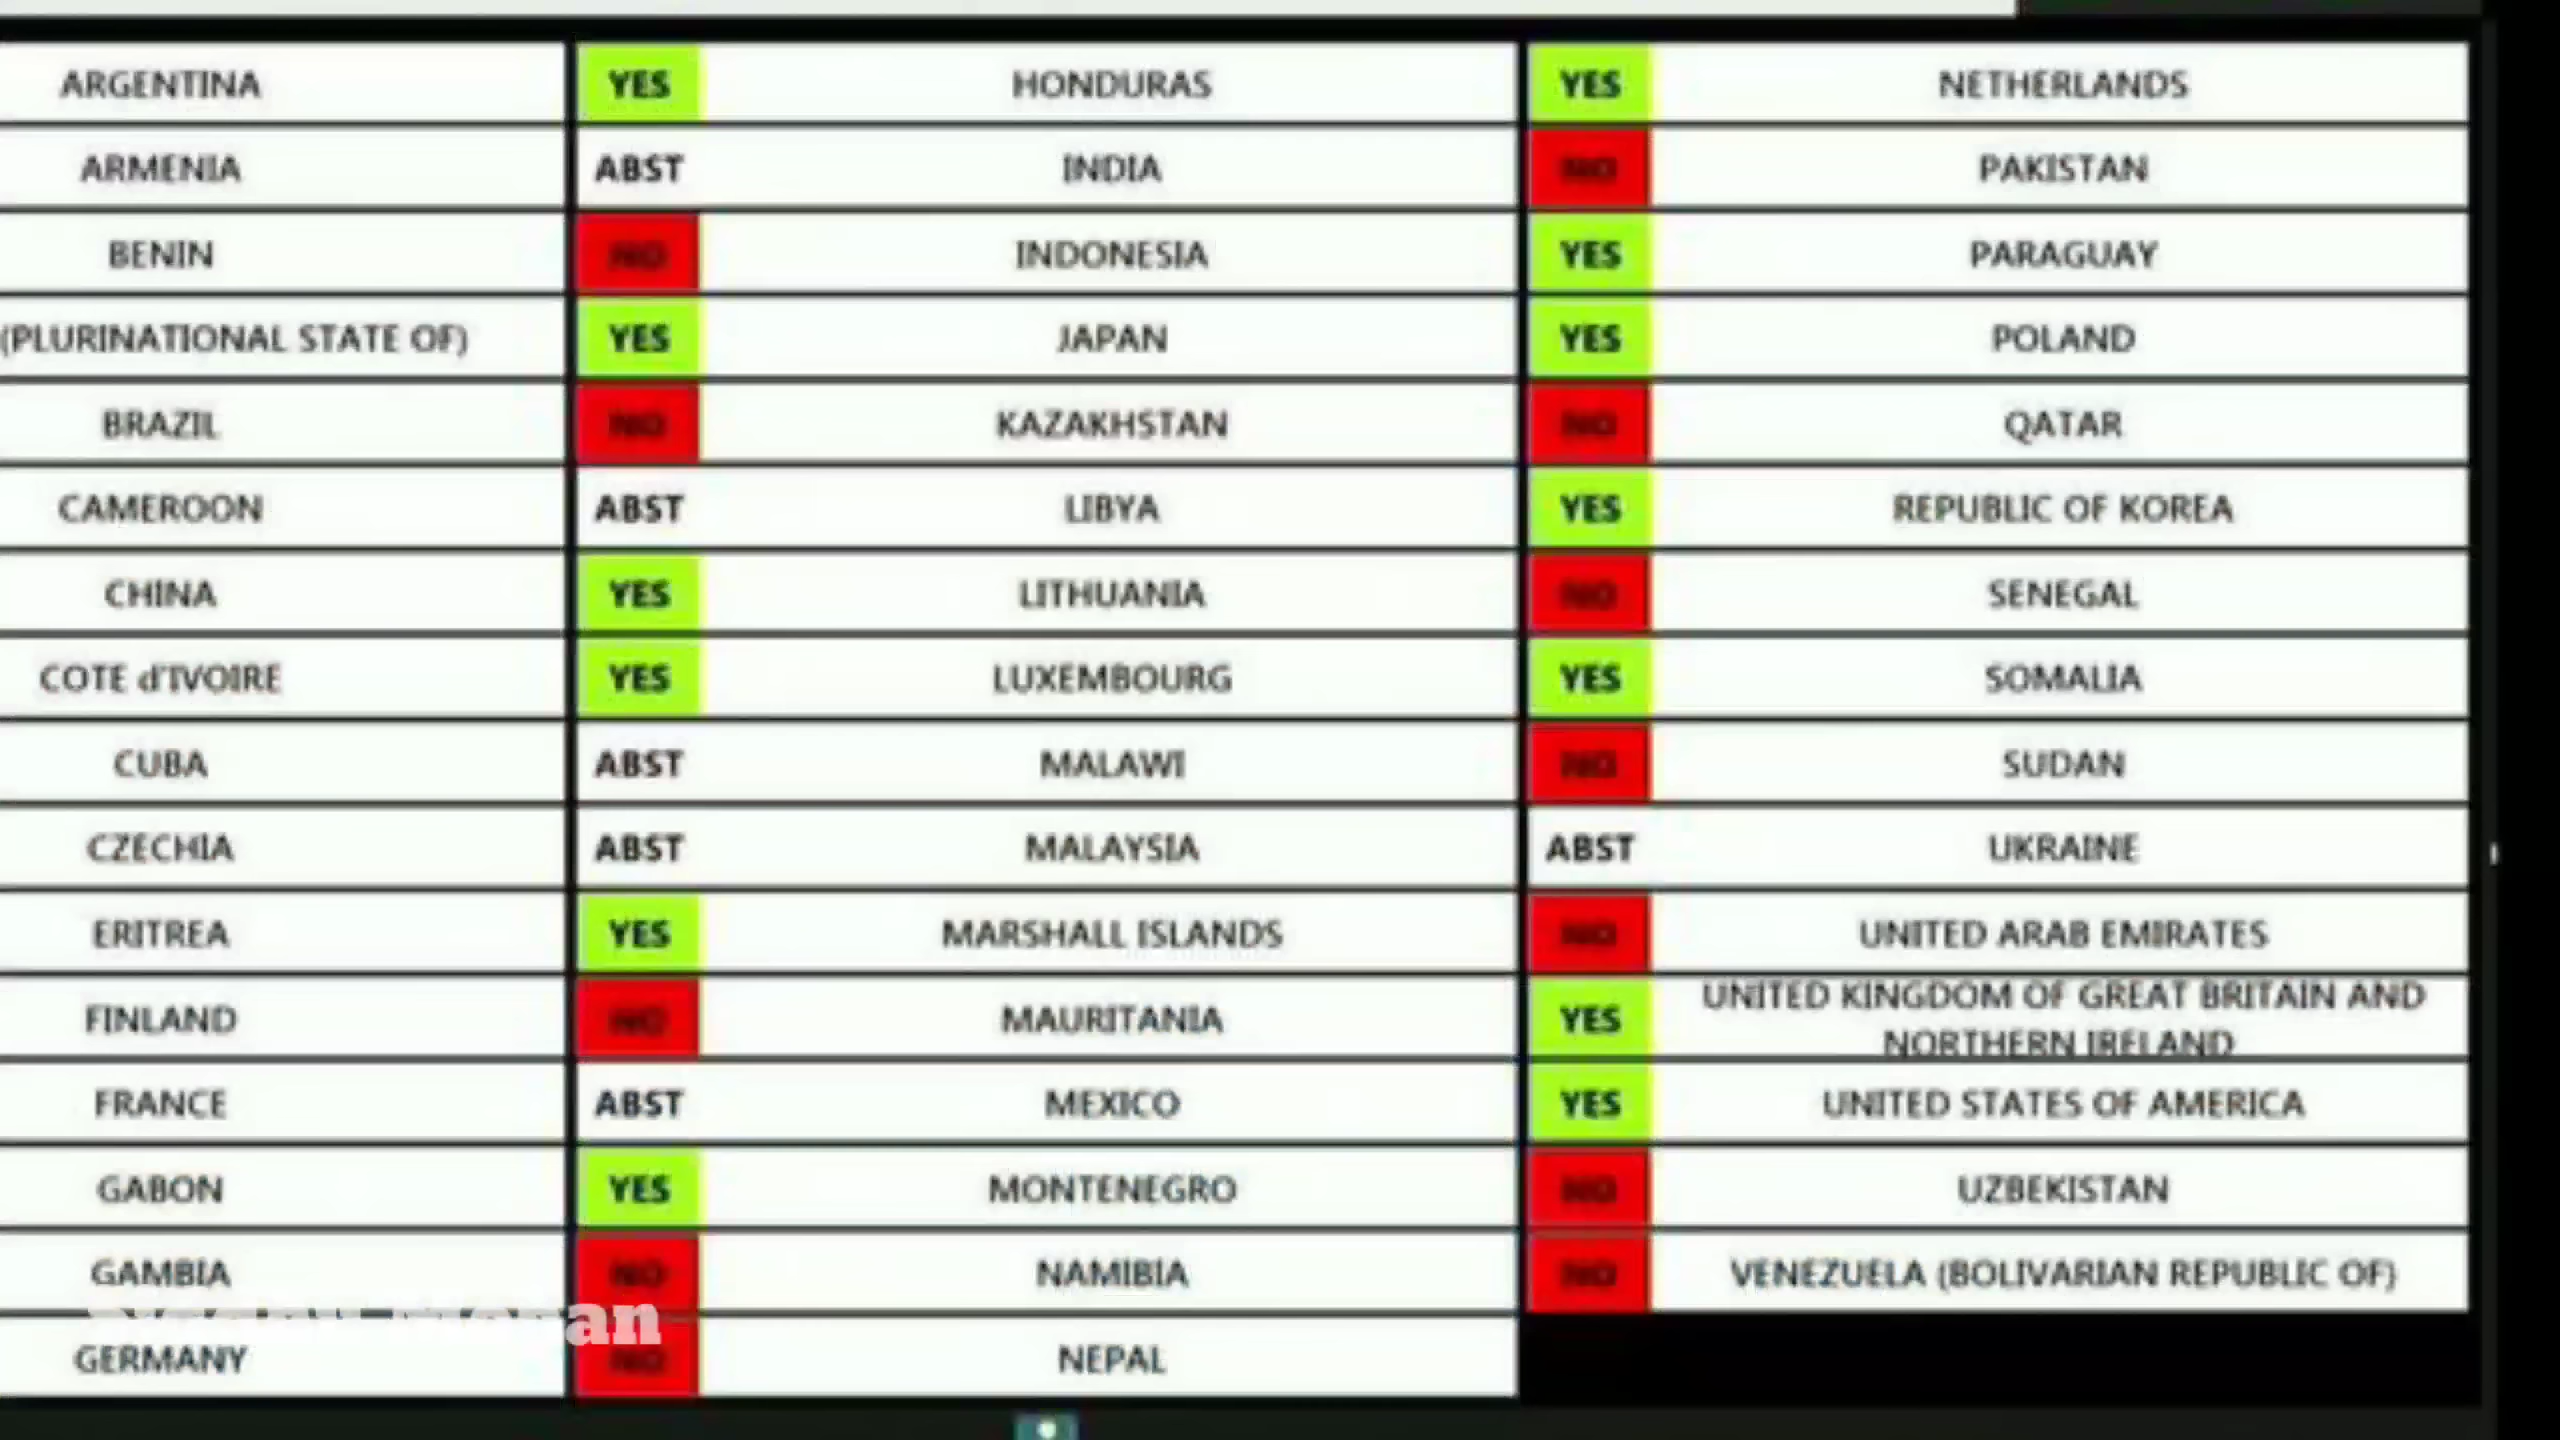 ARGENTINA YES HONDURAS YES NETHERLANDS
ARMENIA ABST INDIA NO PAKISTAN
BENIN NO INDONESIA YES PARAGUAY
(PLURINATIONAL STATE OF) YES JAPAN YES POLAND
BRAZIL NO KAZAKHSTAN NO QATAR
CAMEROON ABST LIBYA YES REPUBLIC OF KOREA
CHINA YES LITHUANIA NO SENEGAL
COTE d'IVOIRE YES LUXEMBOURG YES SOMALIA
CUBA ABST MALAWI NO SUDAN
CZECHIA ABST MALAYSIA ABST UKRAINE
ERITREA YES MARSHALL ISLANDS NO UNITED ARAB EMIRATES
FINLAND NO MAURITANIA YES UNITED KINGDOM OF GREAT BRITAIN AND
NORTHERN IRELAND
FRANCE ABST MEXICO YES UNITED STATES OF AMERICA
GABON YES MONTENEGRO NO UZBEKISTAN
GAMBIA NO NAMIBIA NO VENEZUELA (BOLIVARIAN REPUBLIC OF)
GERMANY NO NEPAL